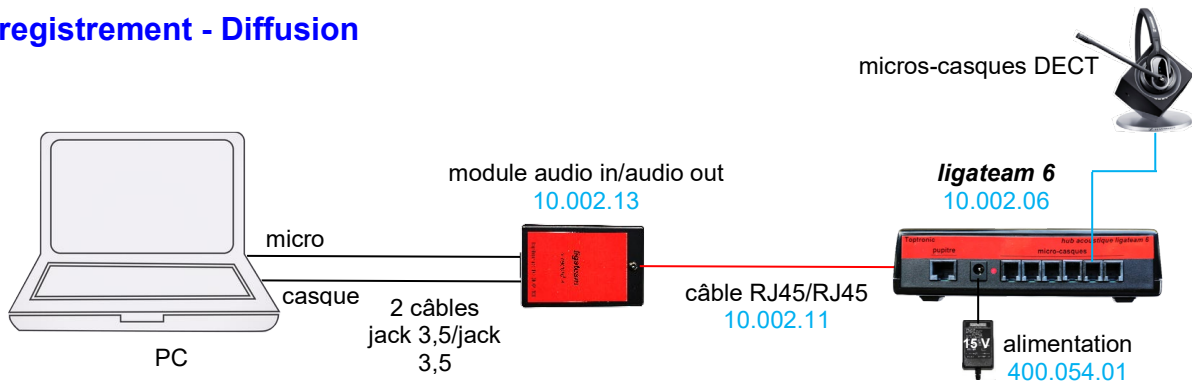 registrement - Diffusion
micros-casques DECT
module audio in/audio out
10.002.13
ligateam 6
10.002.06
micro
casque
2 câbles
jack 3,5/jack
3,5
PC
câble RJ45/RJ45
10.002.11
Toptronic
hub acoustique ligateam 6
pupitre
micro-casques
15 V
alimentation
400.054.01